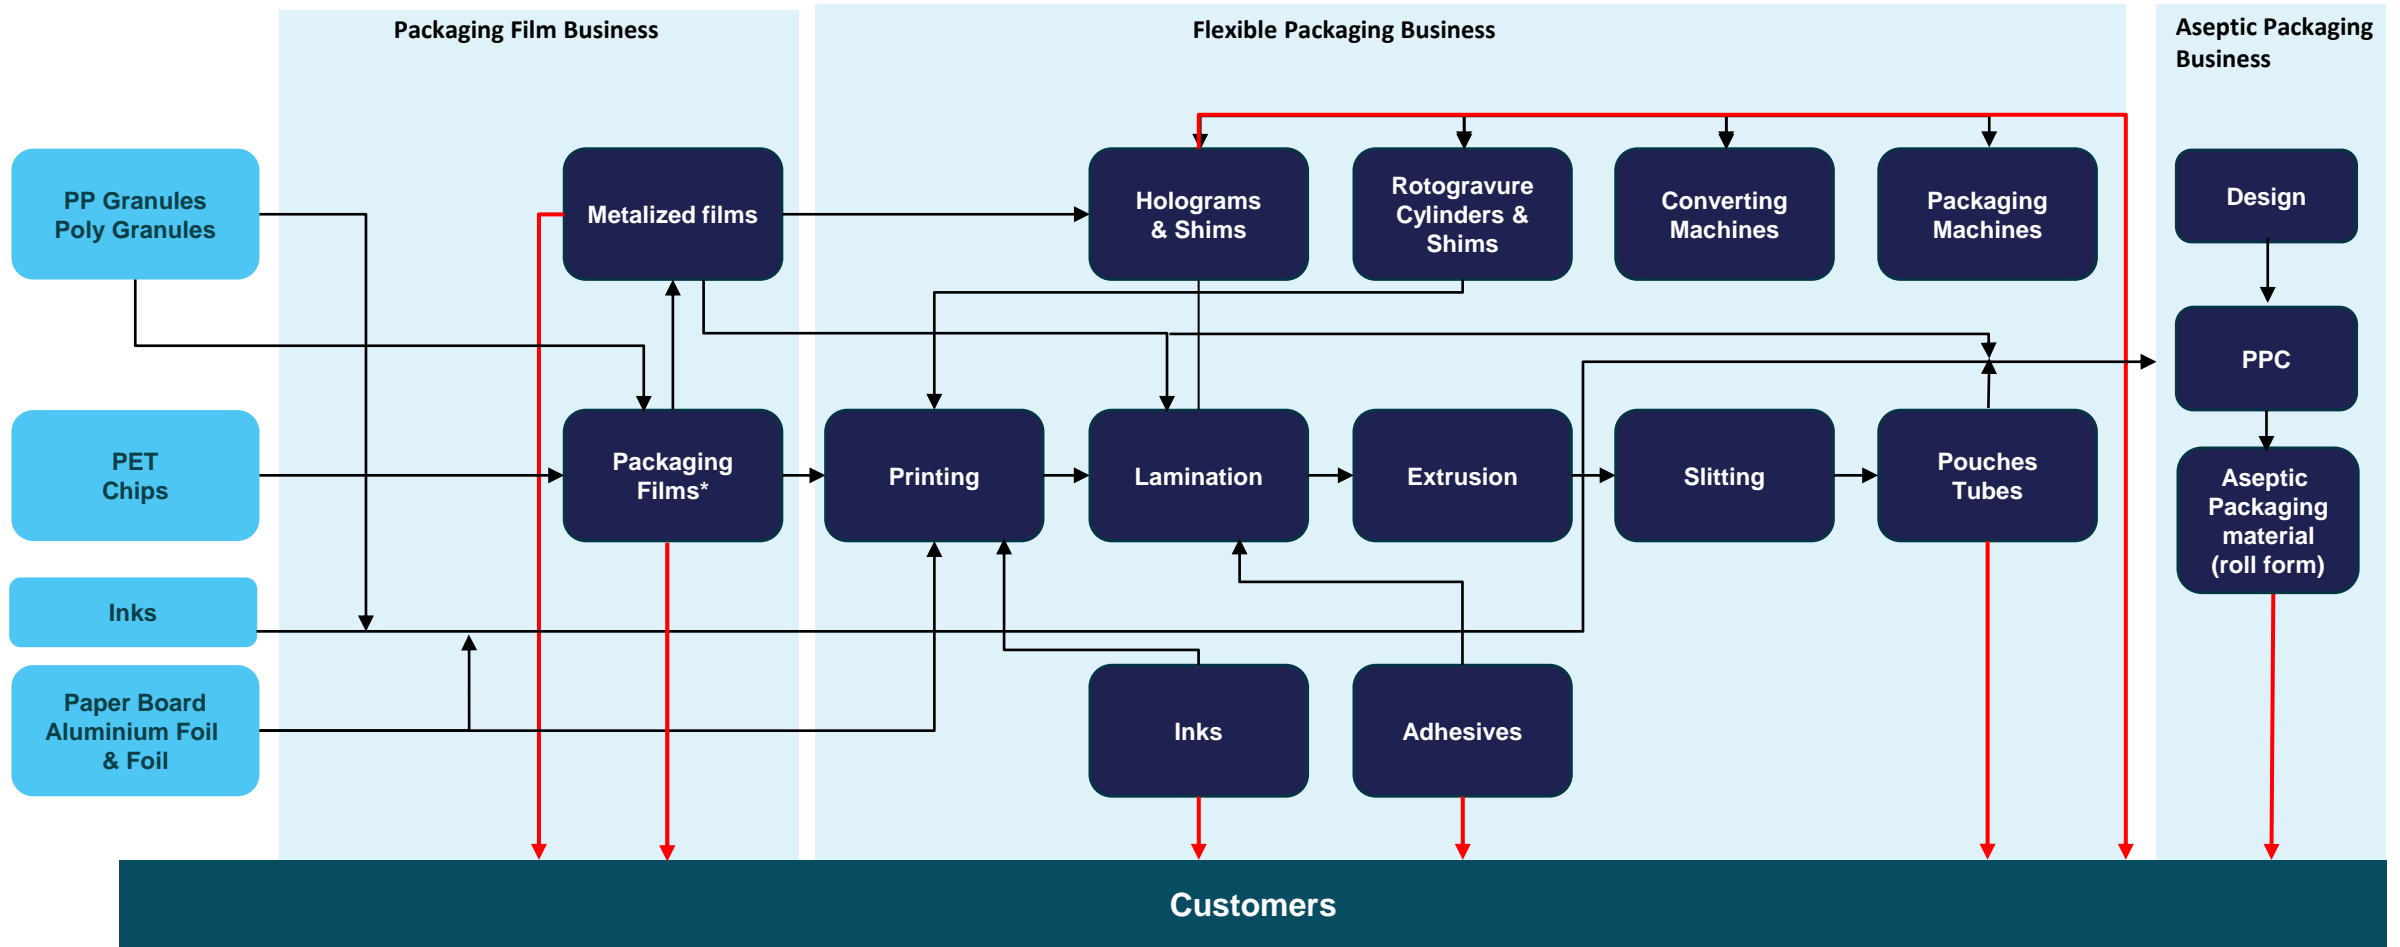 Packaging Film Business
Flexible Packaging Business
Aseptic Packaging
Business
PP Granules
Poly Granules
Metalized films
Holograms
& Shims
Rotogravure
Cylinders &
Shims
Converting
Machines
Packaging
Machines
Design
PPC
PET
Chips
Packaging
Films*
Printing
Lamination
Extrusion
Slitting
Pouches
Tubes
Aseptic
Packaging
material
(roll form)
Inks
Paper Board
Aluminium Foil
& Foil
Inks
Adhesives
Customers